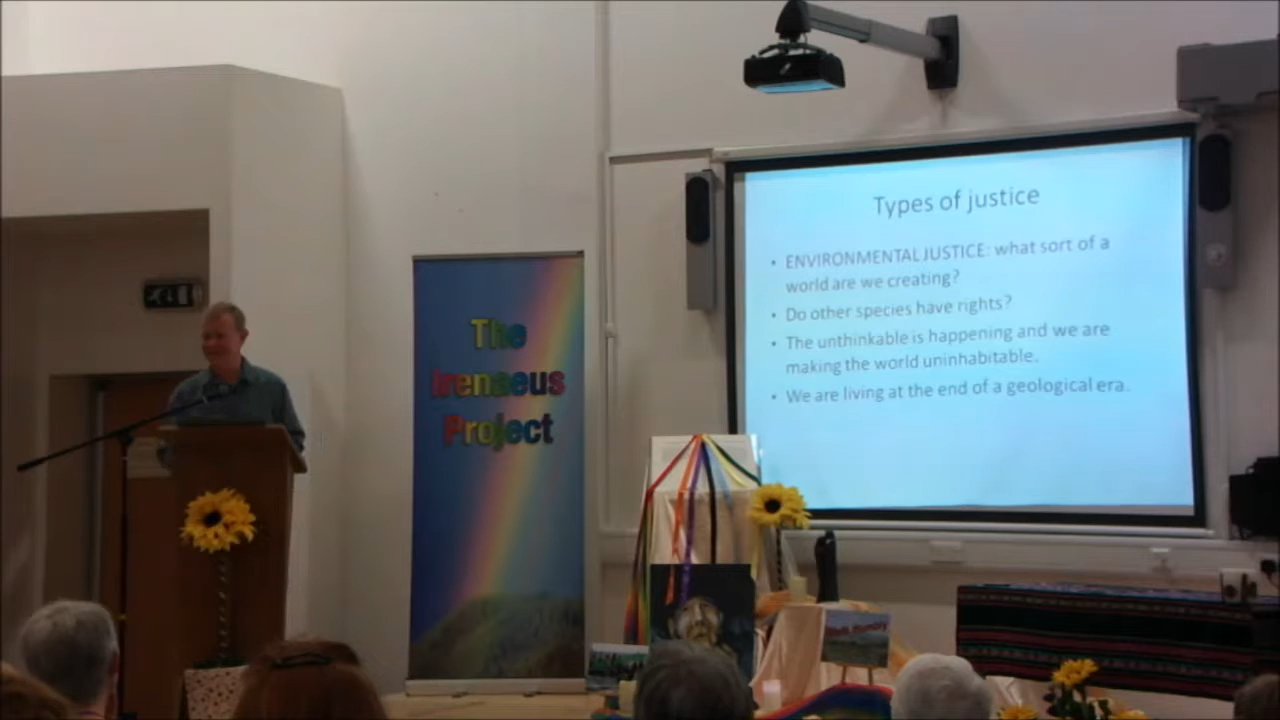 The
Irenaeus
Project
Types of justice
• ENVIRONMENTAL JUSTICE: what sort of a
world are we creating?
• Do other species have rights?
• The unthinkable is happening and we are
making the world uninhabitable.
• We are living at the end of a geological era.